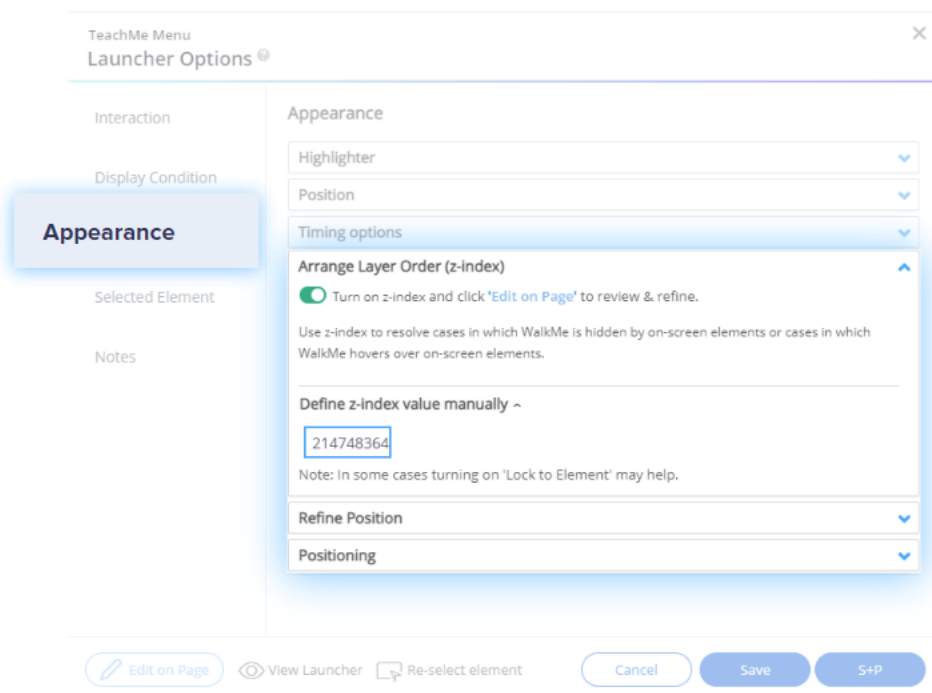 TeachMe Menu
Launcher Options ?
Interaction
Display Condition
Appearance
Selected Element
Notes
Appearance
Highlighter
Position
Timing options
Arrange Layer Order (z-index)
Turn on z-index and click 'Edit on Page' to review & refine.
Use z-index to resolve cases in which WalkMe is hidden by on-screen elements or cases in which
WalkMe hovers over on-screen elements.
Define z-index value manually
214748364
Note: In some cases turning on 'Lock to Element' may help.
Refine Position
Positioning
Edit on Page View Launcher Re-select element Cancel Save S+P